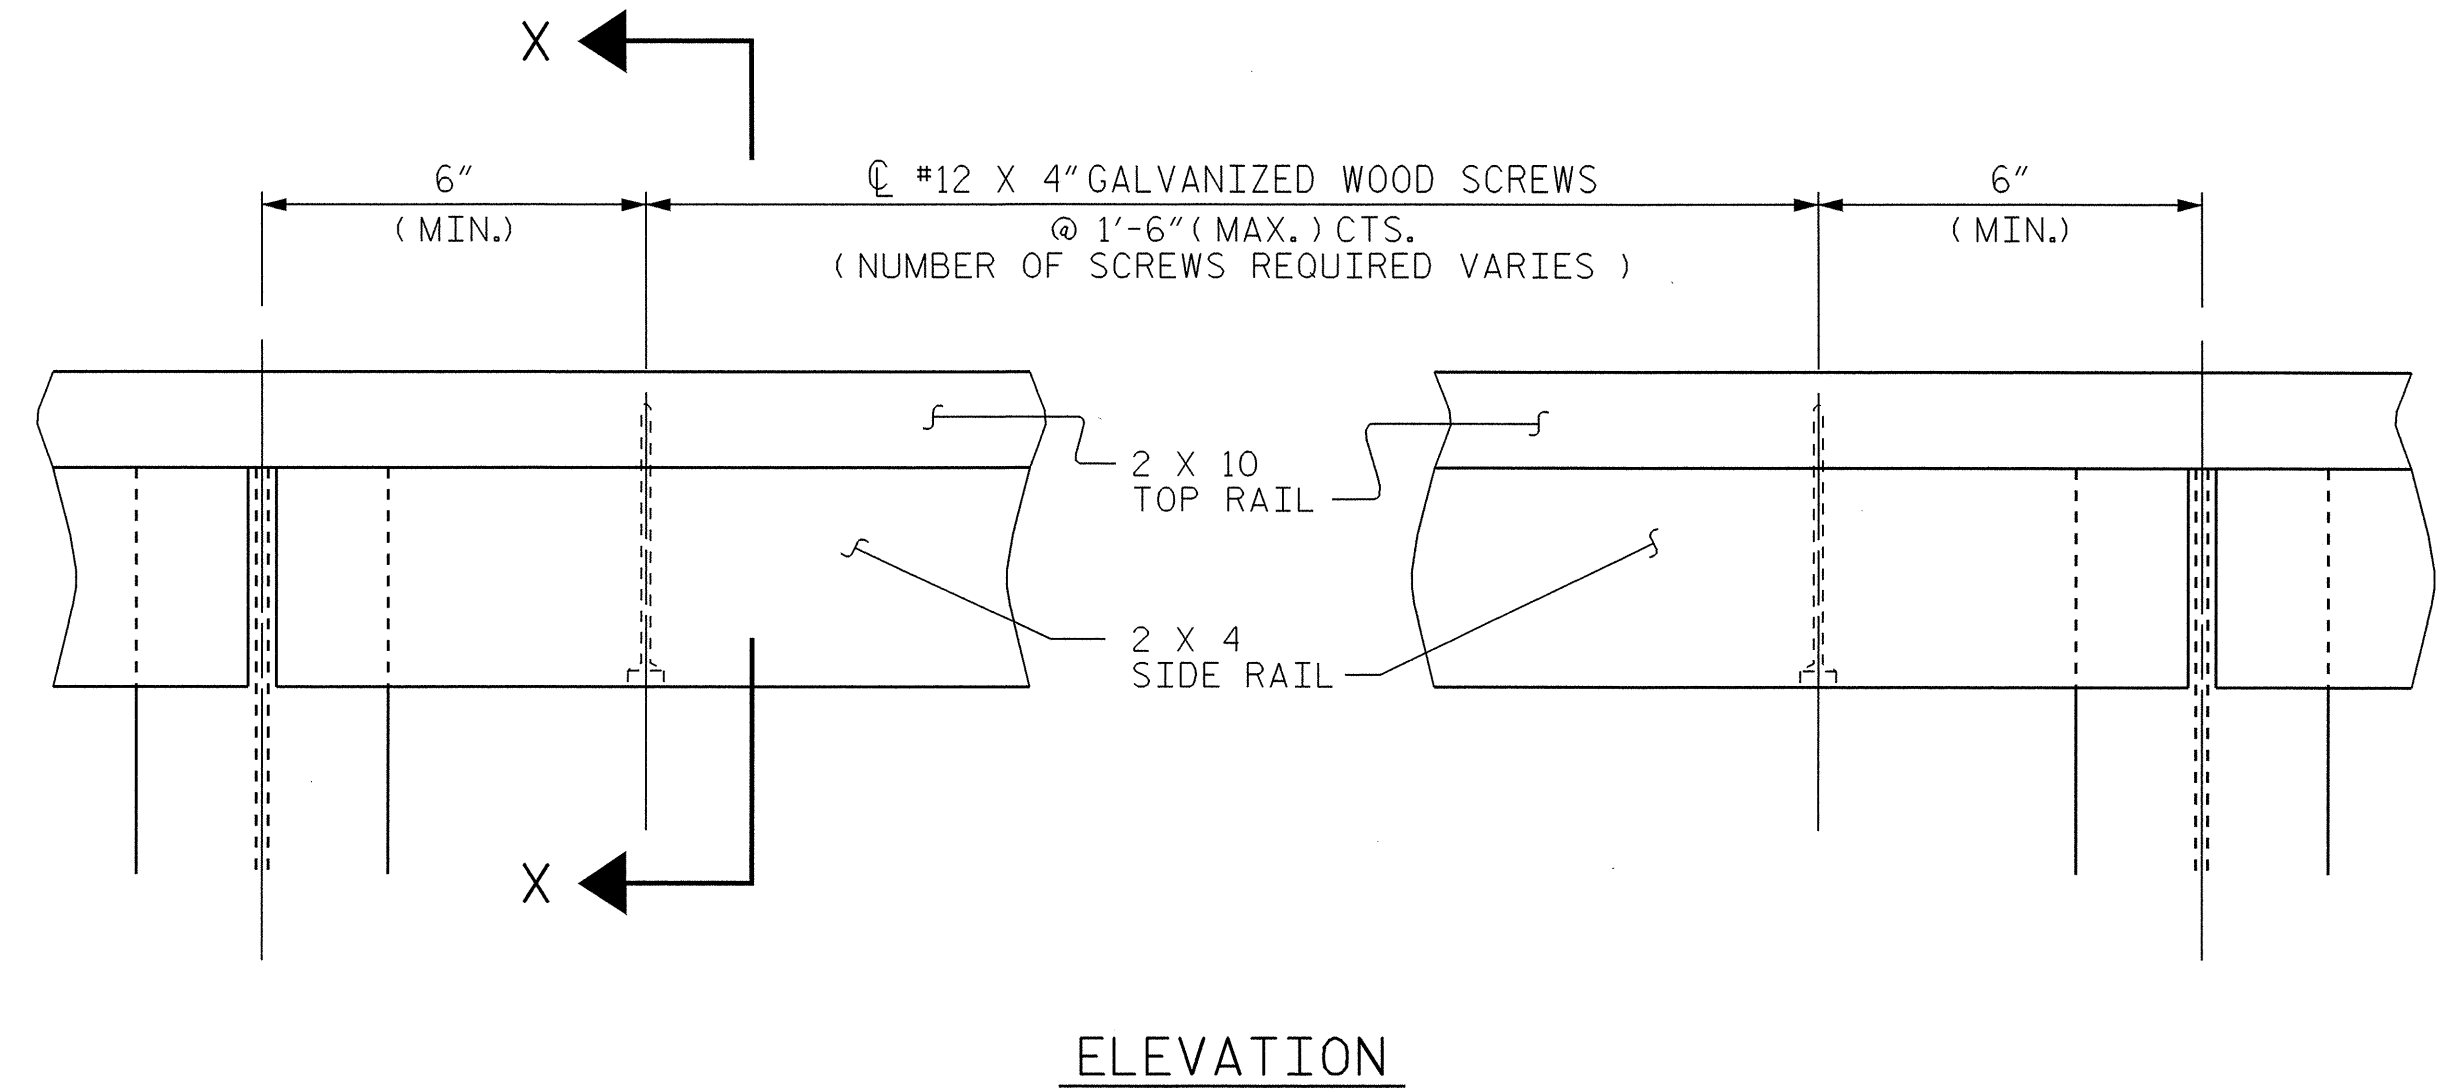 X
6"
(MIN.)
℄ #12 X 4" GALVANIZED WOOD SCREWS
@ 1'-6" (MAX.) CTS.
(NUMBER OF SCREWS REQUIRED VARIES)
6"
(MIN.)
2 X 10
TOP RAIL
2 X 4
SIDE RAIL
X
ELEVATION